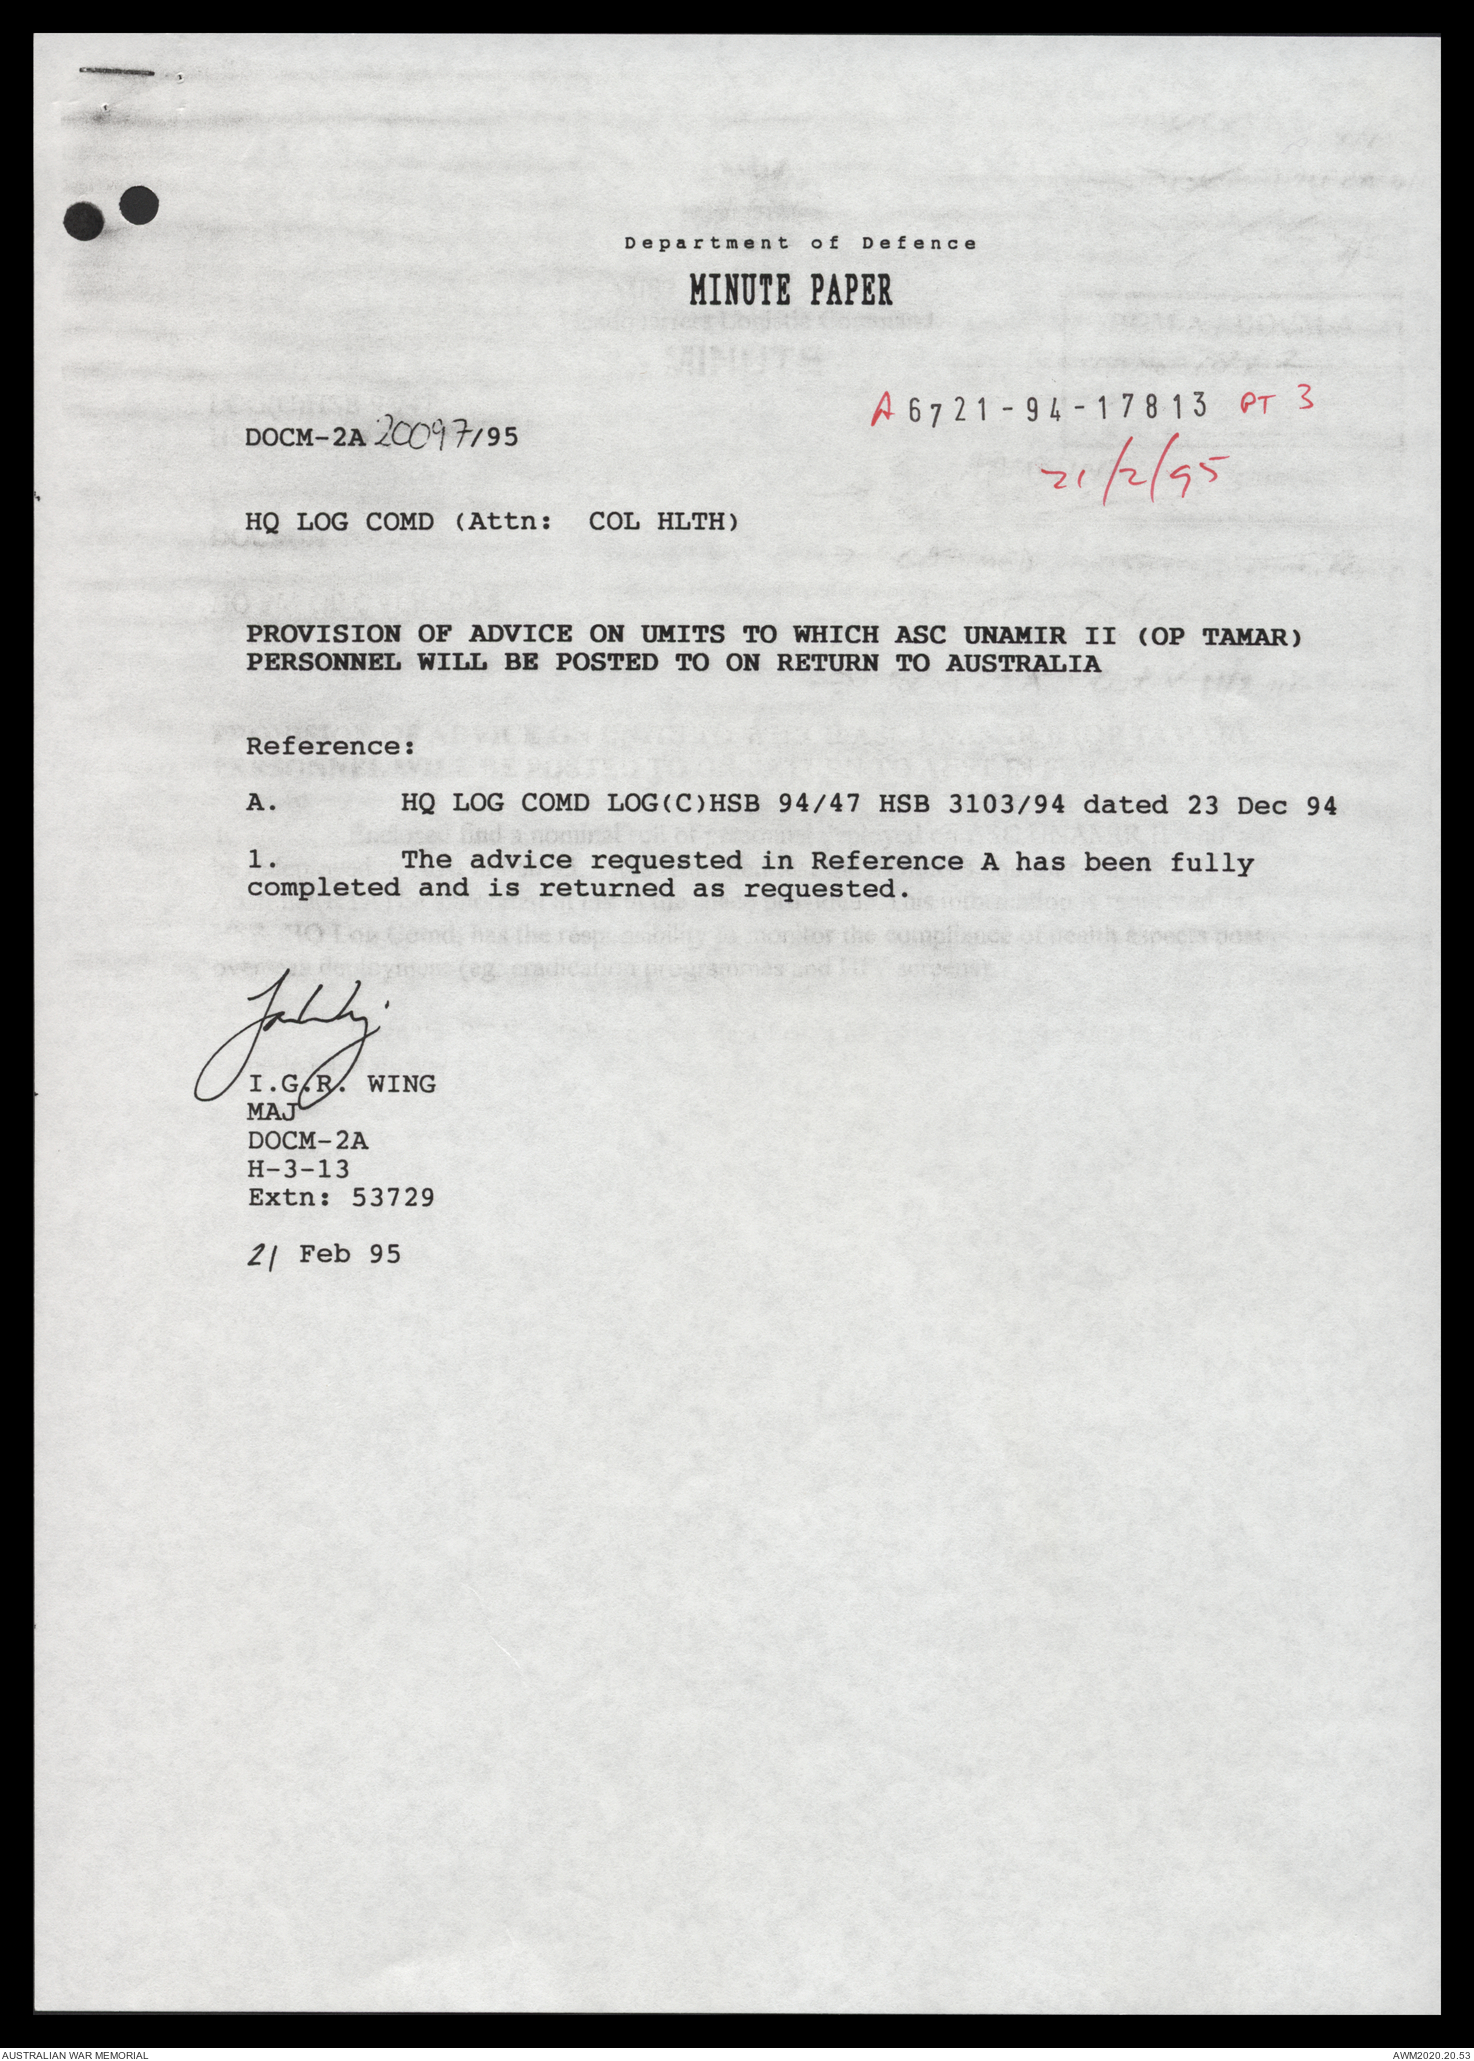 Department of Defence
MINUTE PAPER
A 6721-94-17813 PT 3
DOCM-2A 20097/95
21/2/95
HQ LOG COMD (Attn: COL HLTH)
PROVISION OF ADVICE ON UMITS TO WHICH ASC UNAMIR II (OP TAMAR)
PERSONNEL WILL BE POSTED TO ON RETURN TO AUSTRALIA
Reference:
A. HQ LOG COMD LOG(C)HSB 94/47 HSB 3103/94 dated 23 Dec 94
1. The advice requested in Reference A has been fully
completed and is returned as requested.
I.G.R. WING
MAJ
DOCM-2A
H-3-13
Extn: 53729
21 Feb 95
AUSTRALIAN WAR MEMORIAL
AWM2020.20.53